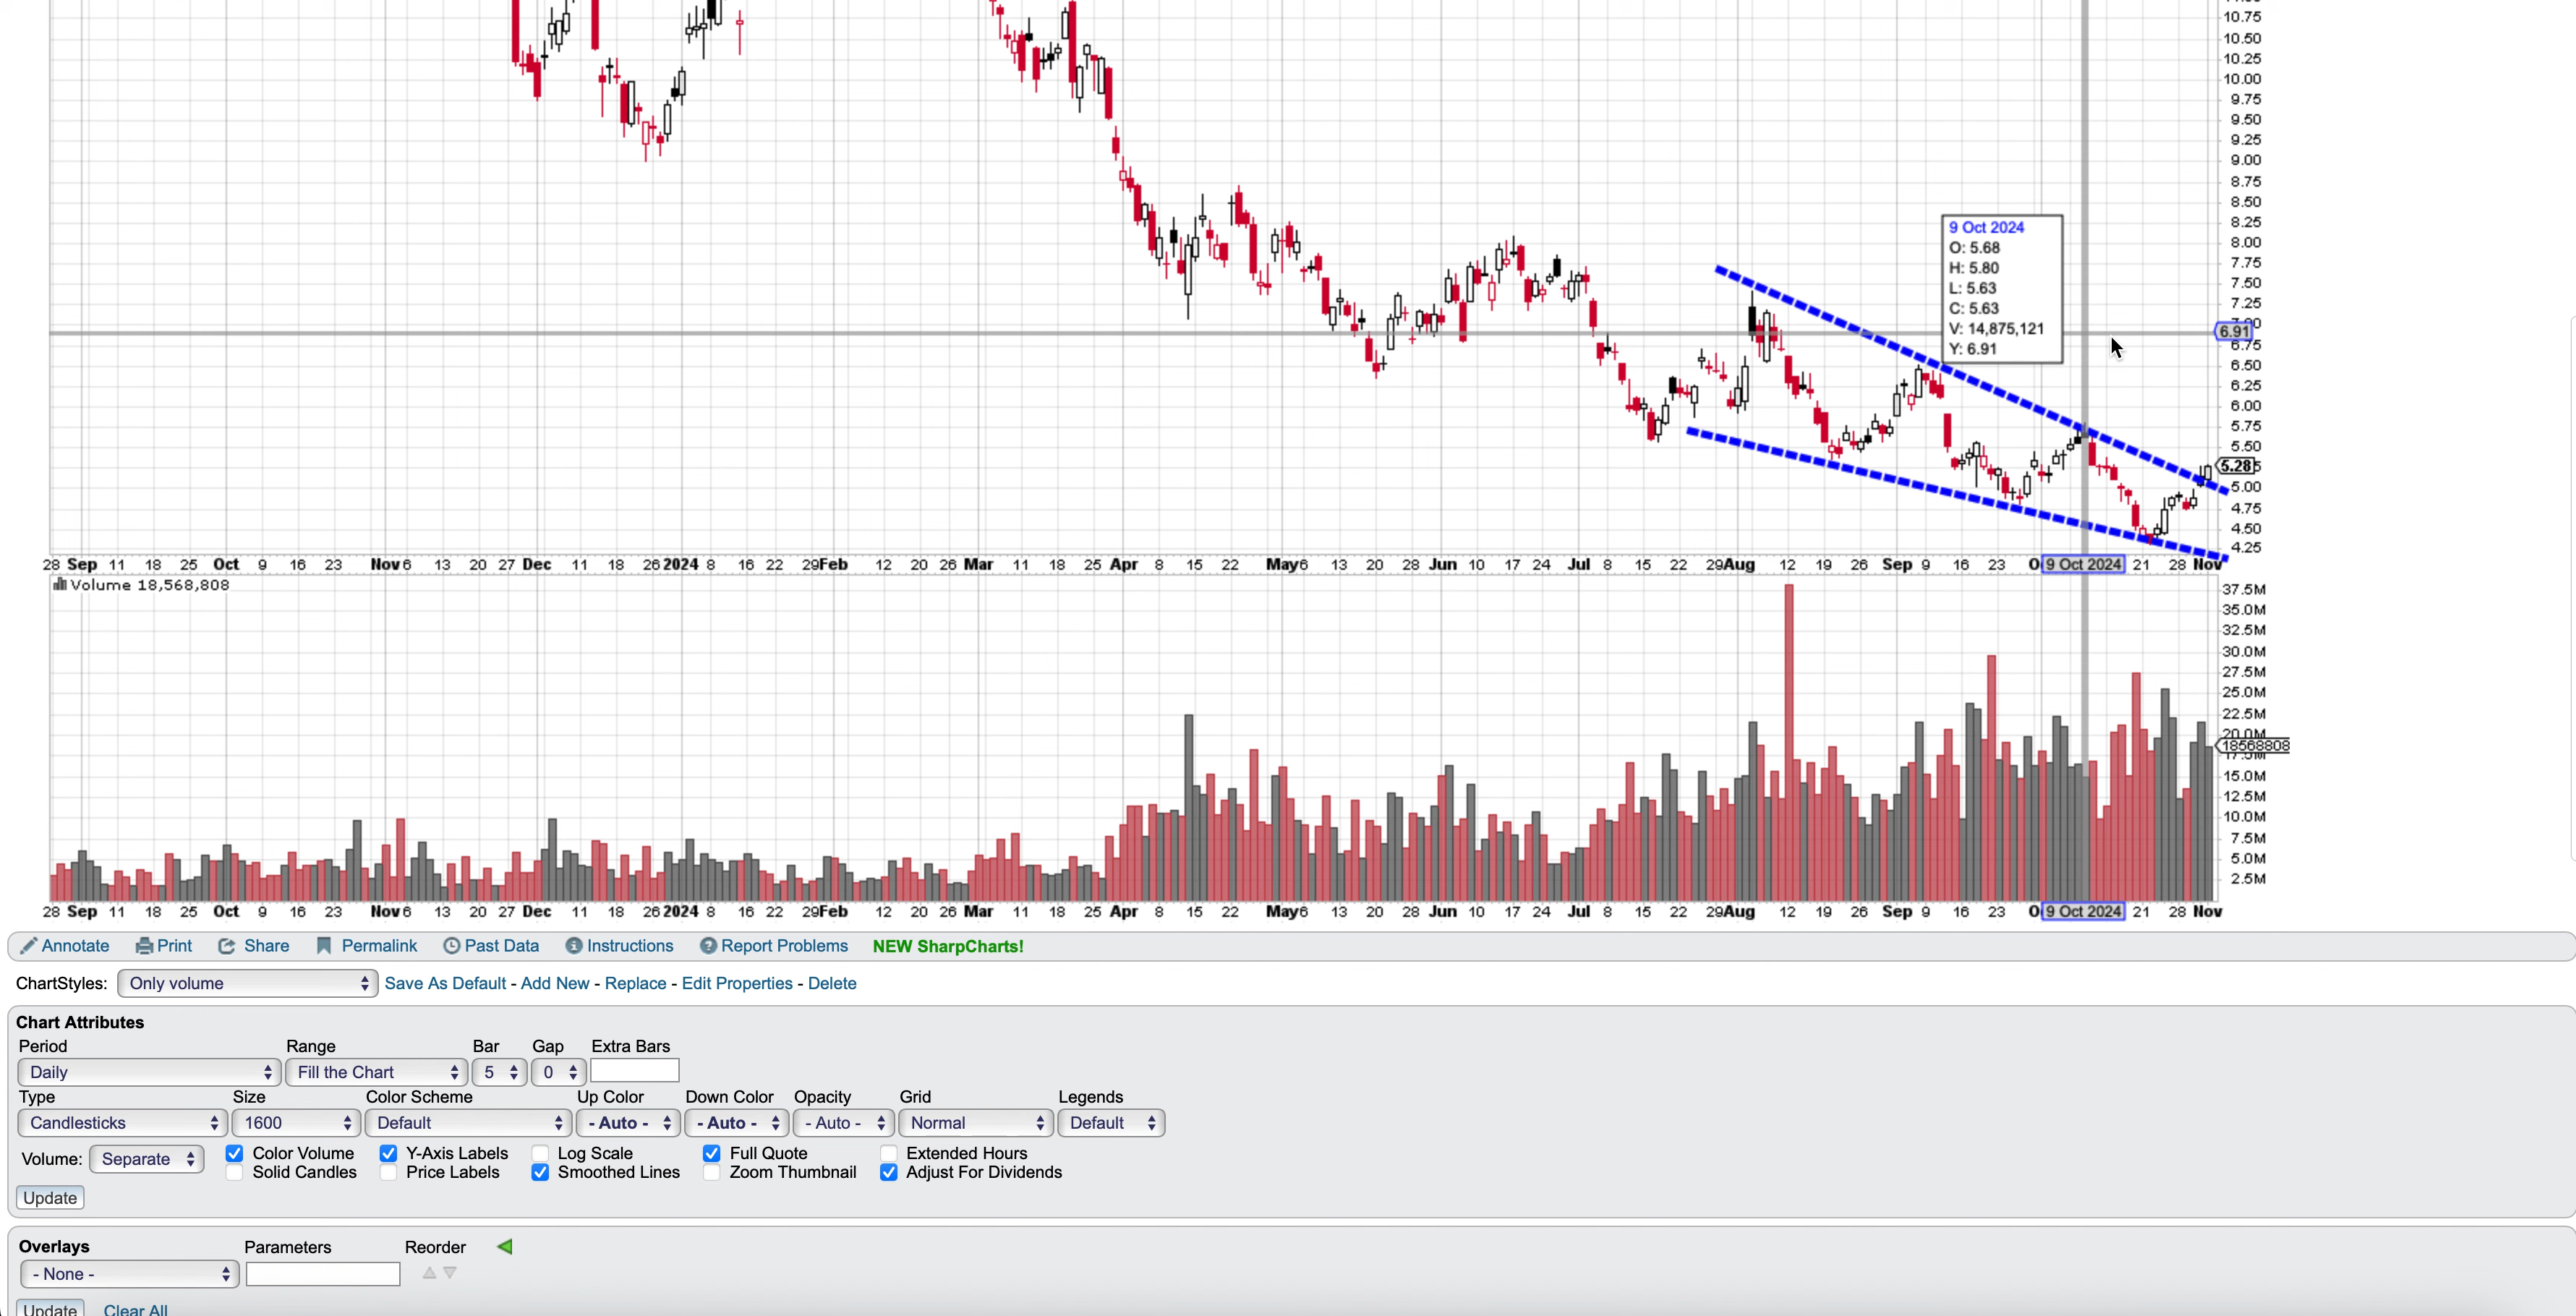 10.75
10.50
10.25
10.00
9.75
9.50
9.25
9.00
8.75
8.50
8.25
8.00
7.75
7.50
7.25
6.91
6.75
6.50
6.25
6.00
5.75
5.50
5.28
5.00
4.75
4.50
4.25
9 Oct 2024
O: 5.68
H: 5.80
L: 5.63
C: 5.63
V: 14,875,121
Y: 6.91
28 Sep 11 18 25 Oct 9 16 23 Nov 6 13 20 27 Dec 11 18 26 2024 8 16 22 29 Feb 12 20 26 Mar 11 18 25 Apr 8 15 22 May 6 13 20 28 Jun 10 17 24 Jul 8 15 22 29 Aug 12 19 26 Sep 9 16 23 O 9 Oct 2024 21 28 Nov
Volume 18,568,808
37.5M
35.0M
32.5M
30.0M
27.5M
25.0M
22.5M
20.0M
18568808
17.5M
15.0M
12.5M
10.0M
7.5M
5.0M
2.5M
28 Sep 11 18 25 Oct 9 16 23 Nov 6 13 20 27 Dec 11 18 26 2024 8 16 22 29 Feb 12 20 26 Mar 11 18 25 Apr 8 15 22 May 6 13 20 28 Jun 10 17 24 Jul 8 15 22 29 Aug 12 19 26 Sep 9 16 23 O 9 Oct 2024 21 28 Nov
Annotate Print Share Permalink Past Data Instructions Report Problems NEW SharpCharts!
ChartStyles: Only volume Save As Default - Add New - Replace - Edit Properties - Delete
Chart Attributes
Period Range Bar Gap Extra Bars
Daily Fill the Chart 5 0
Type Size Color Scheme Up Color Down Color Opacity Grid Legends
Candlesticks 1600 Default - Auto - - Auto - - Auto - Normal Default
Volume: Separate Color Volume Y-Axis Labels Log Scale Full Quote Extended Hours
Solid Candles Price Labels Smoothed Lines Zoom Thumbnail Adjust For Dividends
Update
Overlays Parameters Reorder
- None -
Update Clear All